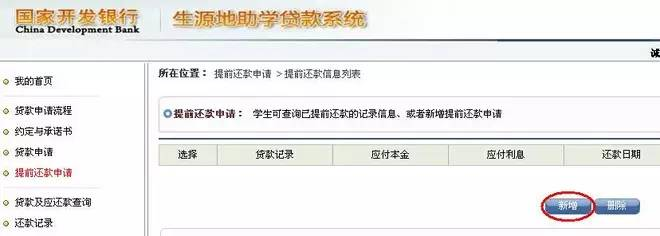 国家开发银行 生源地助学贷款系统
China Development Bank
诚
所在位置： 提前还款申请 >提前还款信息列表
我的首页
贷款申请流程
提前还款申请： 学生可查询已提前还款的记录信息、或者新增提前还款申请
约定与承诺书
贷款申请
选择 贷款记录 应付本金 应付利息 还款日期
提前还款申请
贷款及应还款查询
新增 删除
还款记录